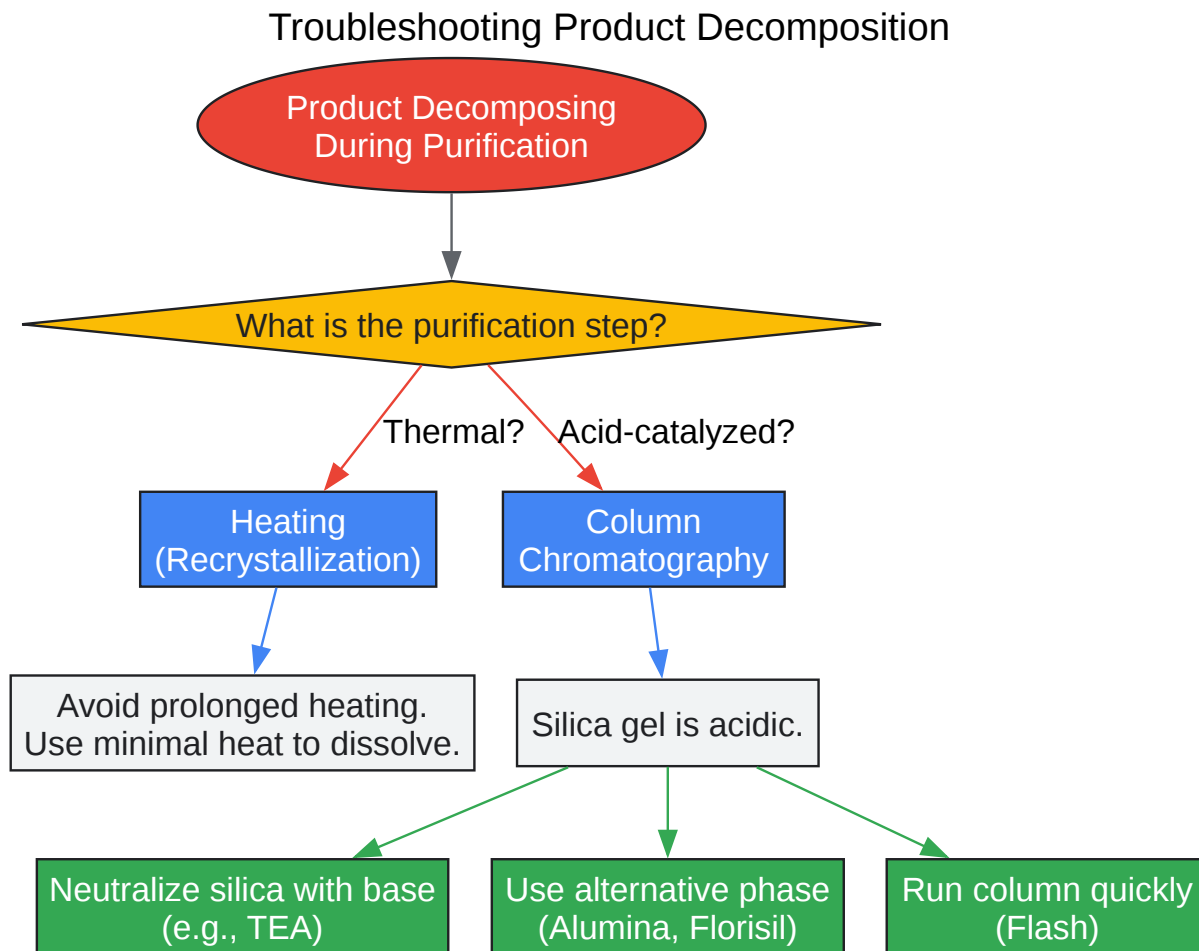 Troubleshooting Product Decomposition
Product Decomposing
During Purification
What is the purification step?
Thermal?
Acid-catalyzed?
Heating
(Recrystallization)
Column
Chromatography
Avoid prolonged heating.
Use minimal heat to dissolve.
Silica gel is acidic.
Neutralize silica with base
(e.g., TEA)
Use alternative phase
(Alumina, Florisil)
Run column quickly
(Flash)